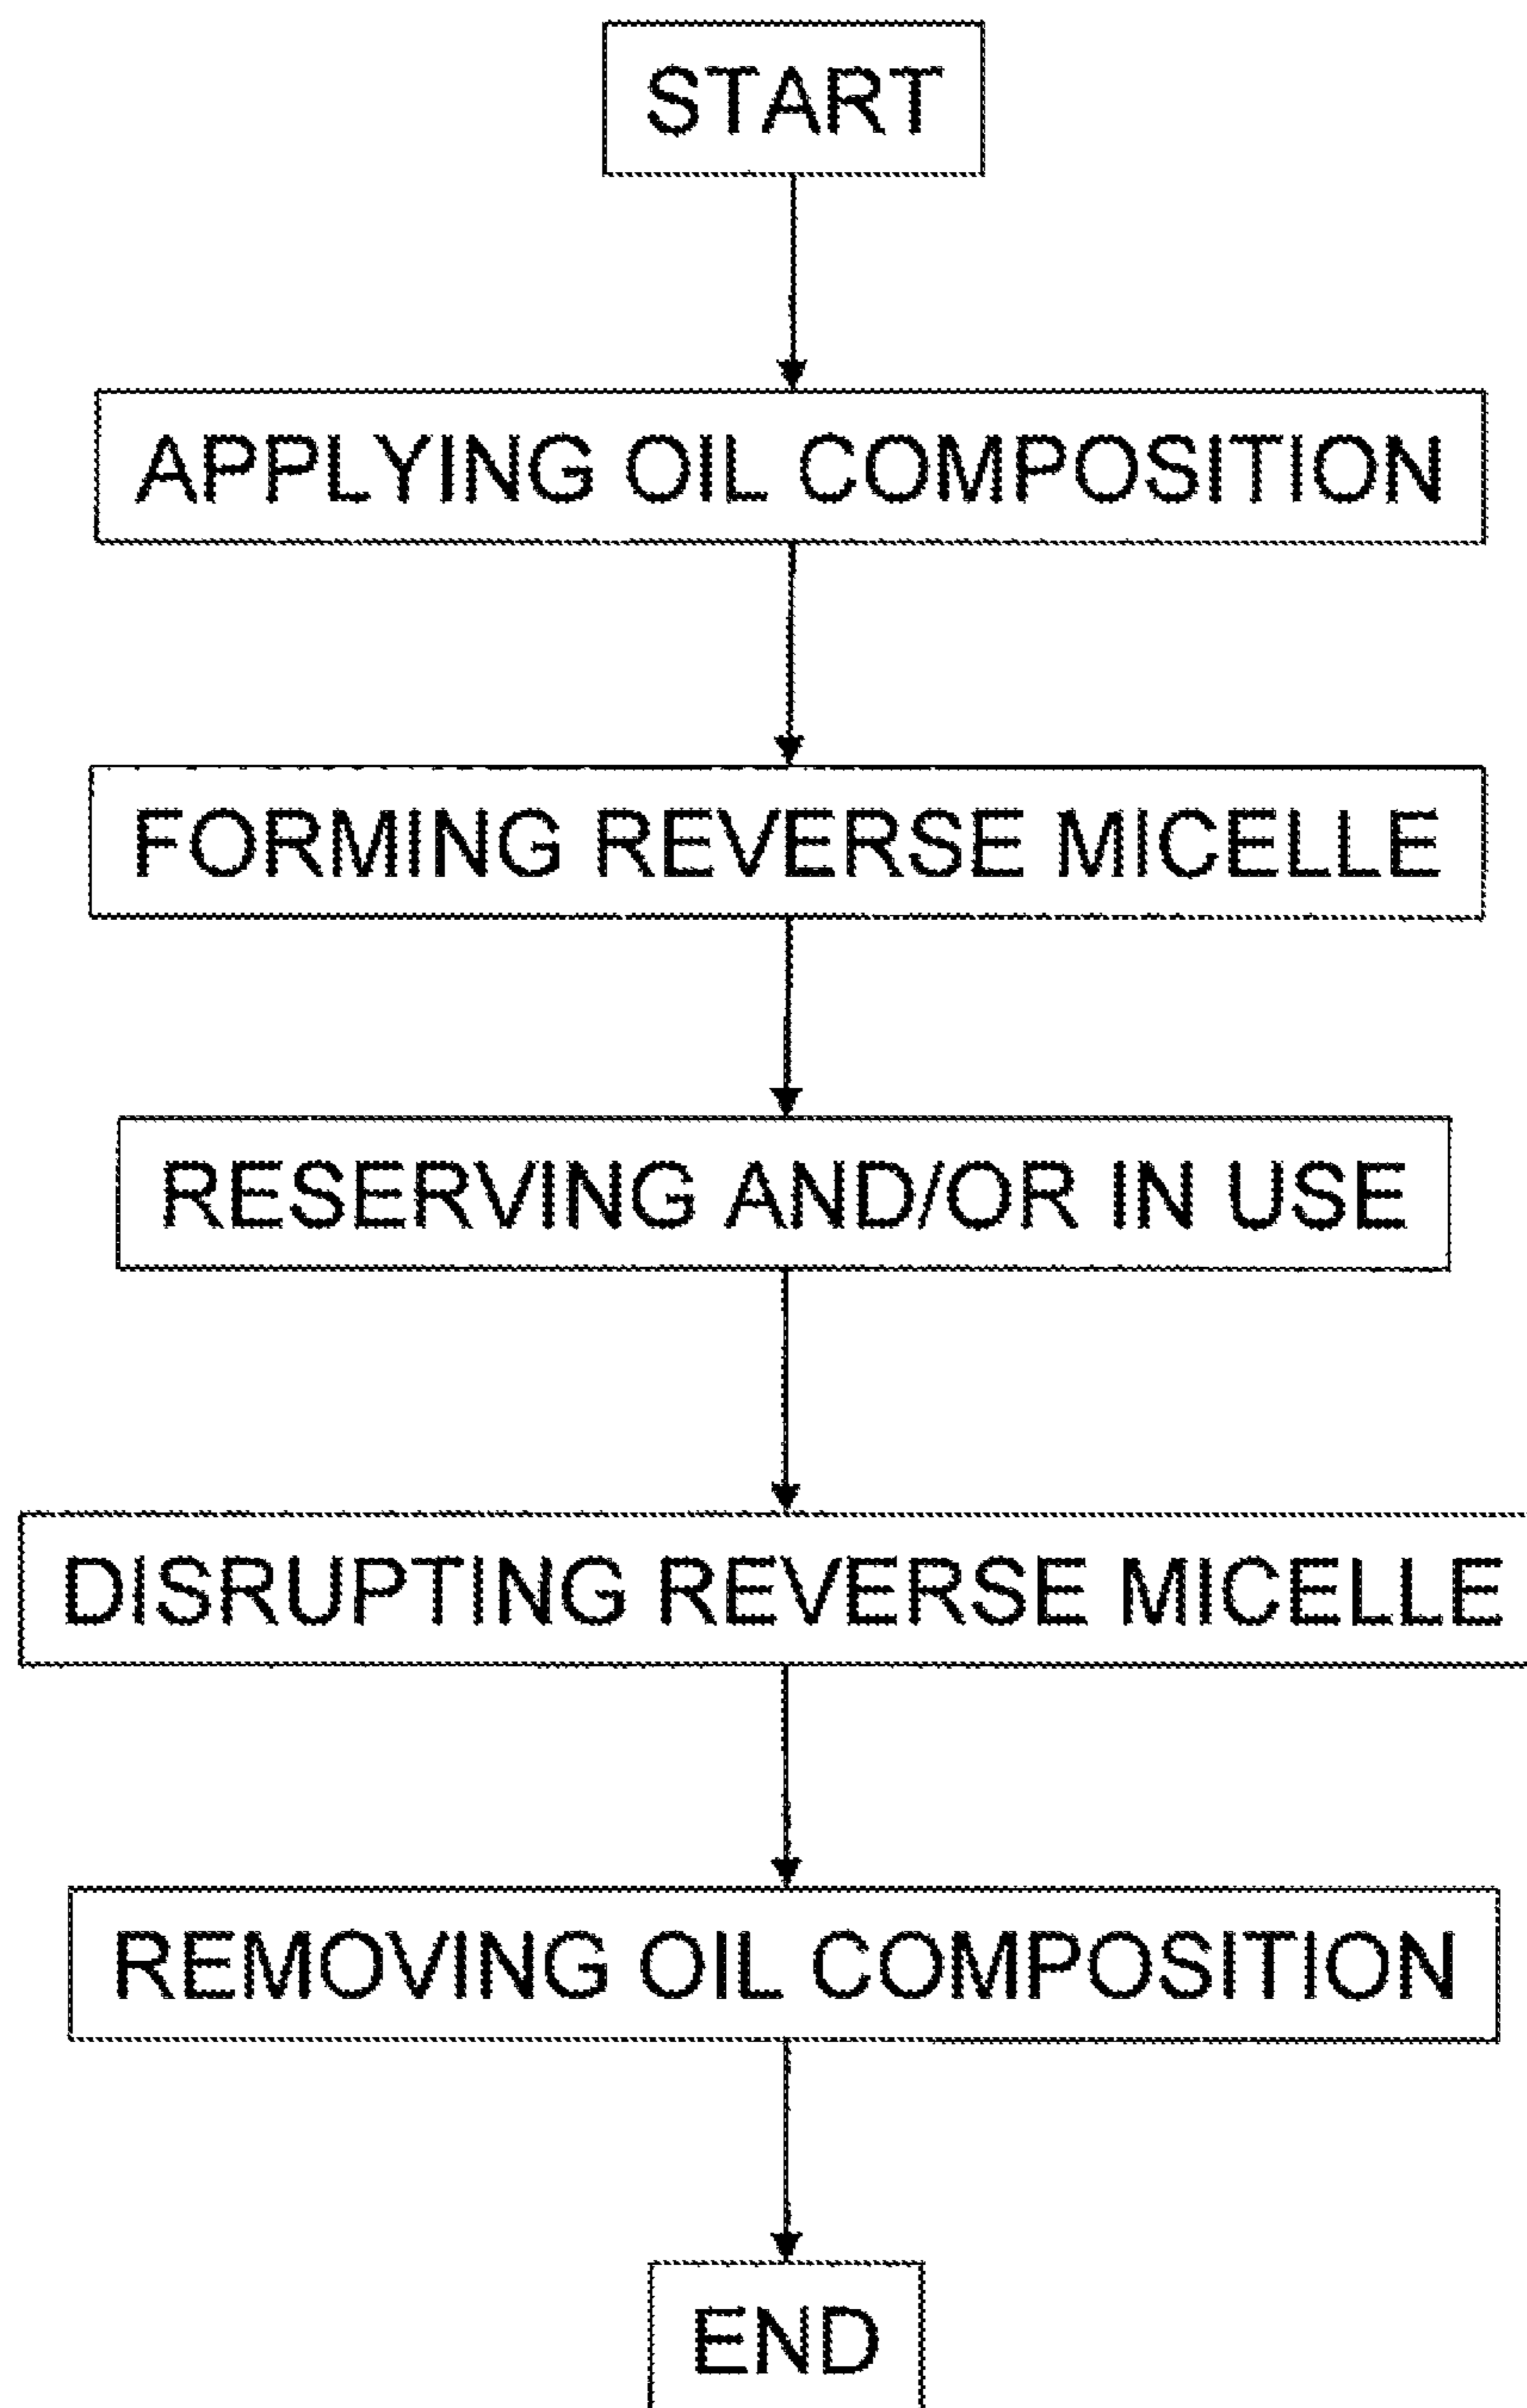 START
APPLYING OIL COMPOSITION
FORMING REVERSE MICELLE
RESERVING AND/OR IN USE
DISRUPTING REVERSE MICELLE
REMOVING OIL COMPOSITION
END